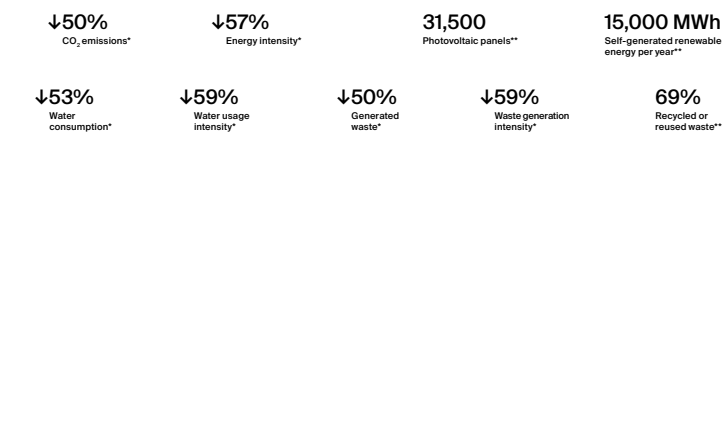 ↓50%
CO₂ emissions*
↓57%
Energy intensity*
31,500
Photovoltaic panels**
15,000 MWh
Self-generated renewable
energy per year**
↓53%
Water
consumption*
↓59%
Water usage
intensity*
↓50%
Generated
waste*
↓59%
Waste generation
intensity*
69%
Recycled or
reused waste**